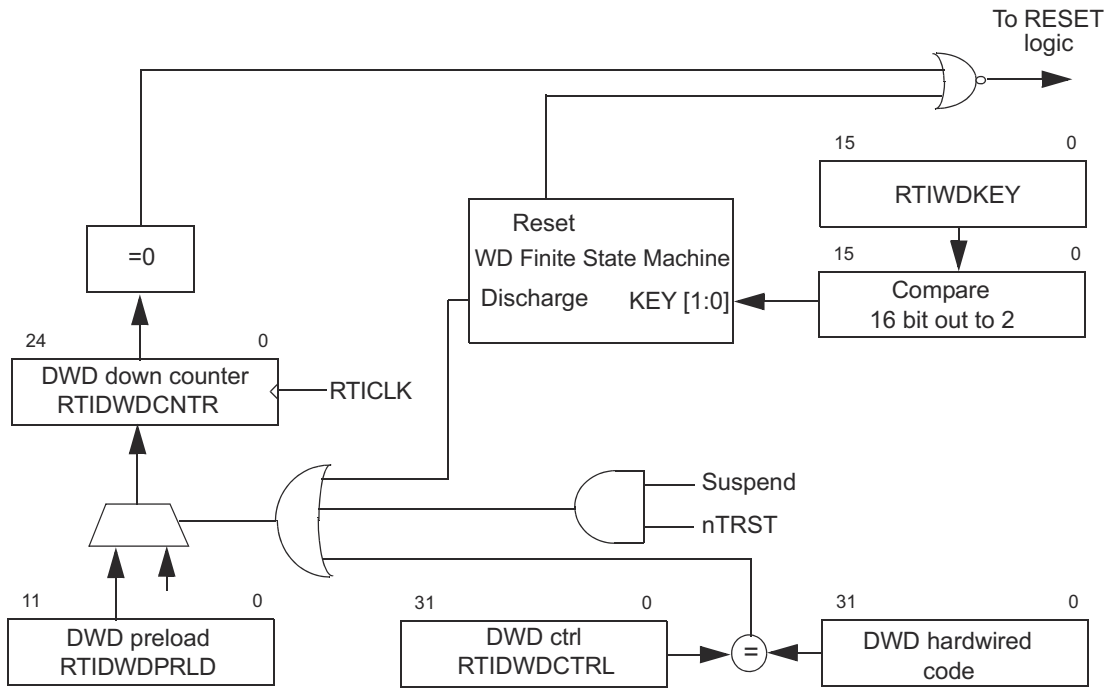 To RESET
logic
15 0
RTIWDKEY
Reset
WD Finite State Machine
Discharge KEY [1:0]
15 0
Compare
16 bit out to 2
=0
24 0
DWD down counter
RTIDWDCNTR
RTICLK
Suspend
nTRST
11 0
DWD preload
RTIDWDPRLD
31 0
DWD ctrl
RTIDWDCTRL
=
31 0
DWD hardwired
code